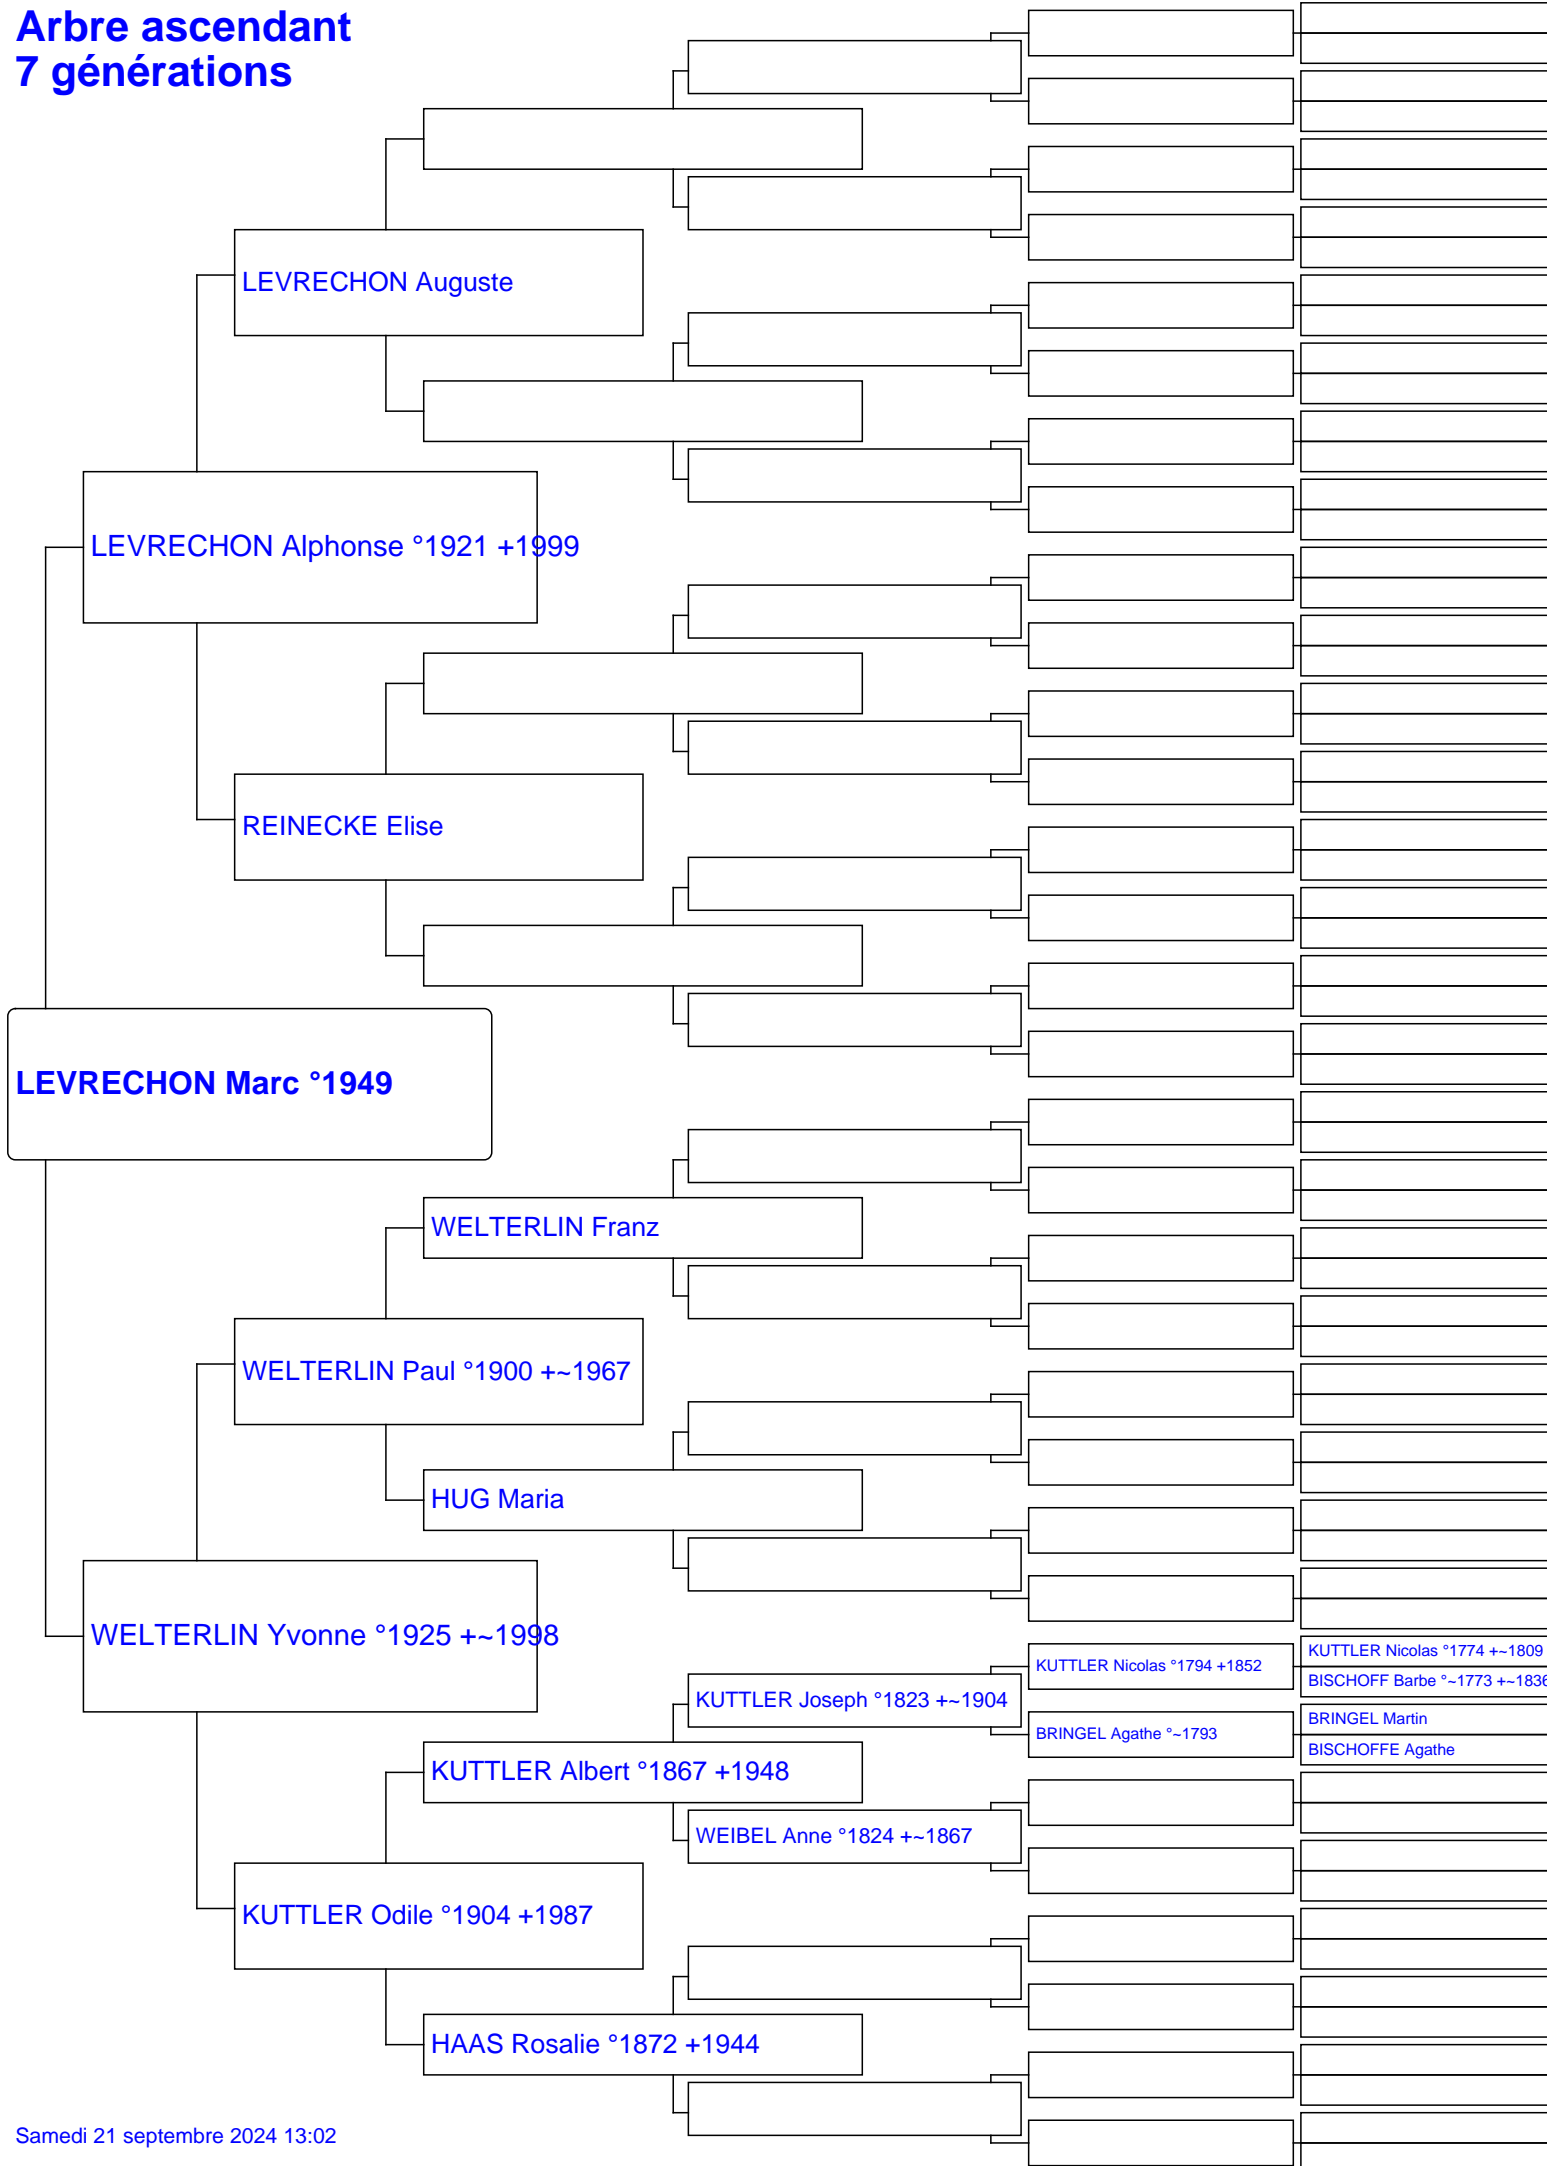 Arbre ascendant
7 générations
LEVRECHON Auguste
LEVRECHON Alphonse °1921 +1999
REINECKE Elise
LEVRECHON Marc °1949
WELTERLIN Franz
WELTERLIN Paul °1900 +~1967
HUG Maria
WELTERLIN Yvonne °1925 +~1998
KUTTLER Nicolas °1774 +~1809
KUTTLER Nicolas °1794 +1852
BISCHOFF Barbe °~1773 +~1836
KUTTLER Joseph °1823 +~1904
BRINGEL Martin
BRINGEL Agathe °~1793
BISCHOFFE Agathe
KUTTLER Albert °1867 +1948
WEIBEL Anne °1824 +~1867
KUTTLER Odile °1904 +1987
HAAS Rosalie °1872 +1944
Samedi 21 septembre 2024 13:02